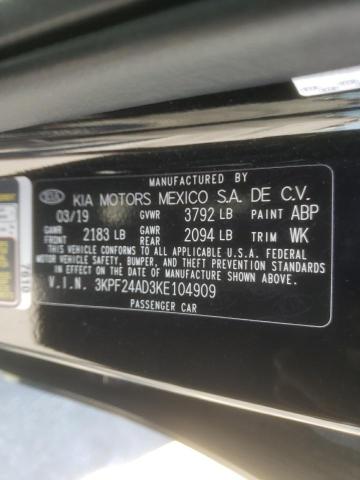 MANUFACTURED BY
KIA KIA MOTORS MEXICO S.A. DE C.V.
03/19 GVWR 3792 LB PAINT ABP
GAWR FRONT 2183 LB GAWR REAR 2094 LB TRIM WK
THIS VEHICLE CONFORMS TO ALL APPLICABLE U.S.A. FEDERAL
MOTOR VEHICLE SAFETY, BUMPER, AND THEFT PREVENTION STANDARDS
IN EFFECT ON THE DATE OF MANUFACTURE SHOWN ABOVE.
V.I.N. 3KPF24AD3KE104909
PASSENGER CAR